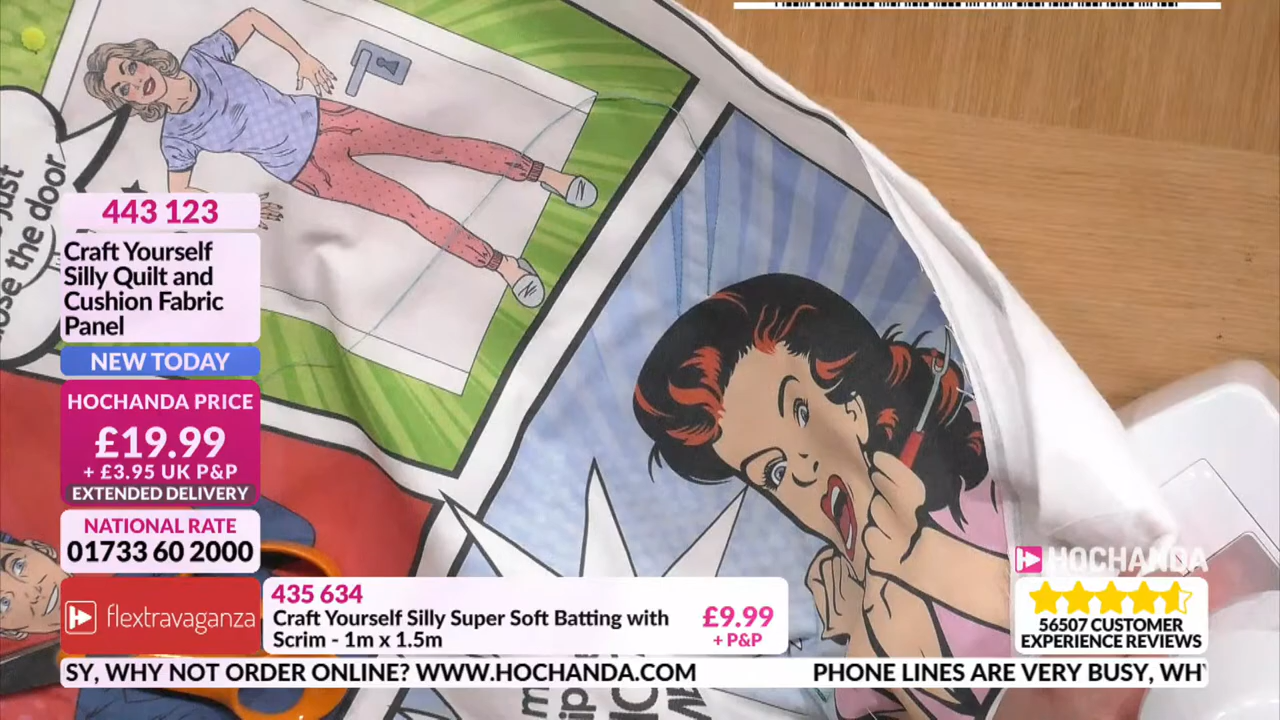 just
close the door
443 123
Craft Yourself
Silly Quilt and
Cushion Fabric
Panel
NEW TODAY
HOCHANDA PRICE
£19.99
+ £3.95 UK P&P
EXTENDED DELIVERY
NATIONAL RATE
01733 60 2000
flextravaganza
435 634
Craft Yourself Silly Super Soft Batting with
Scrim - 1m x 1.5m
£9.99
+ P&P
HOCHANDA
56507 CUSTOMER
EXPERIENCE REVIEWS
SY, WHY NOT ORDER ONLINE? WWW.HOCHANDA.COM
PHONE LINES ARE VERY BUSY, WH